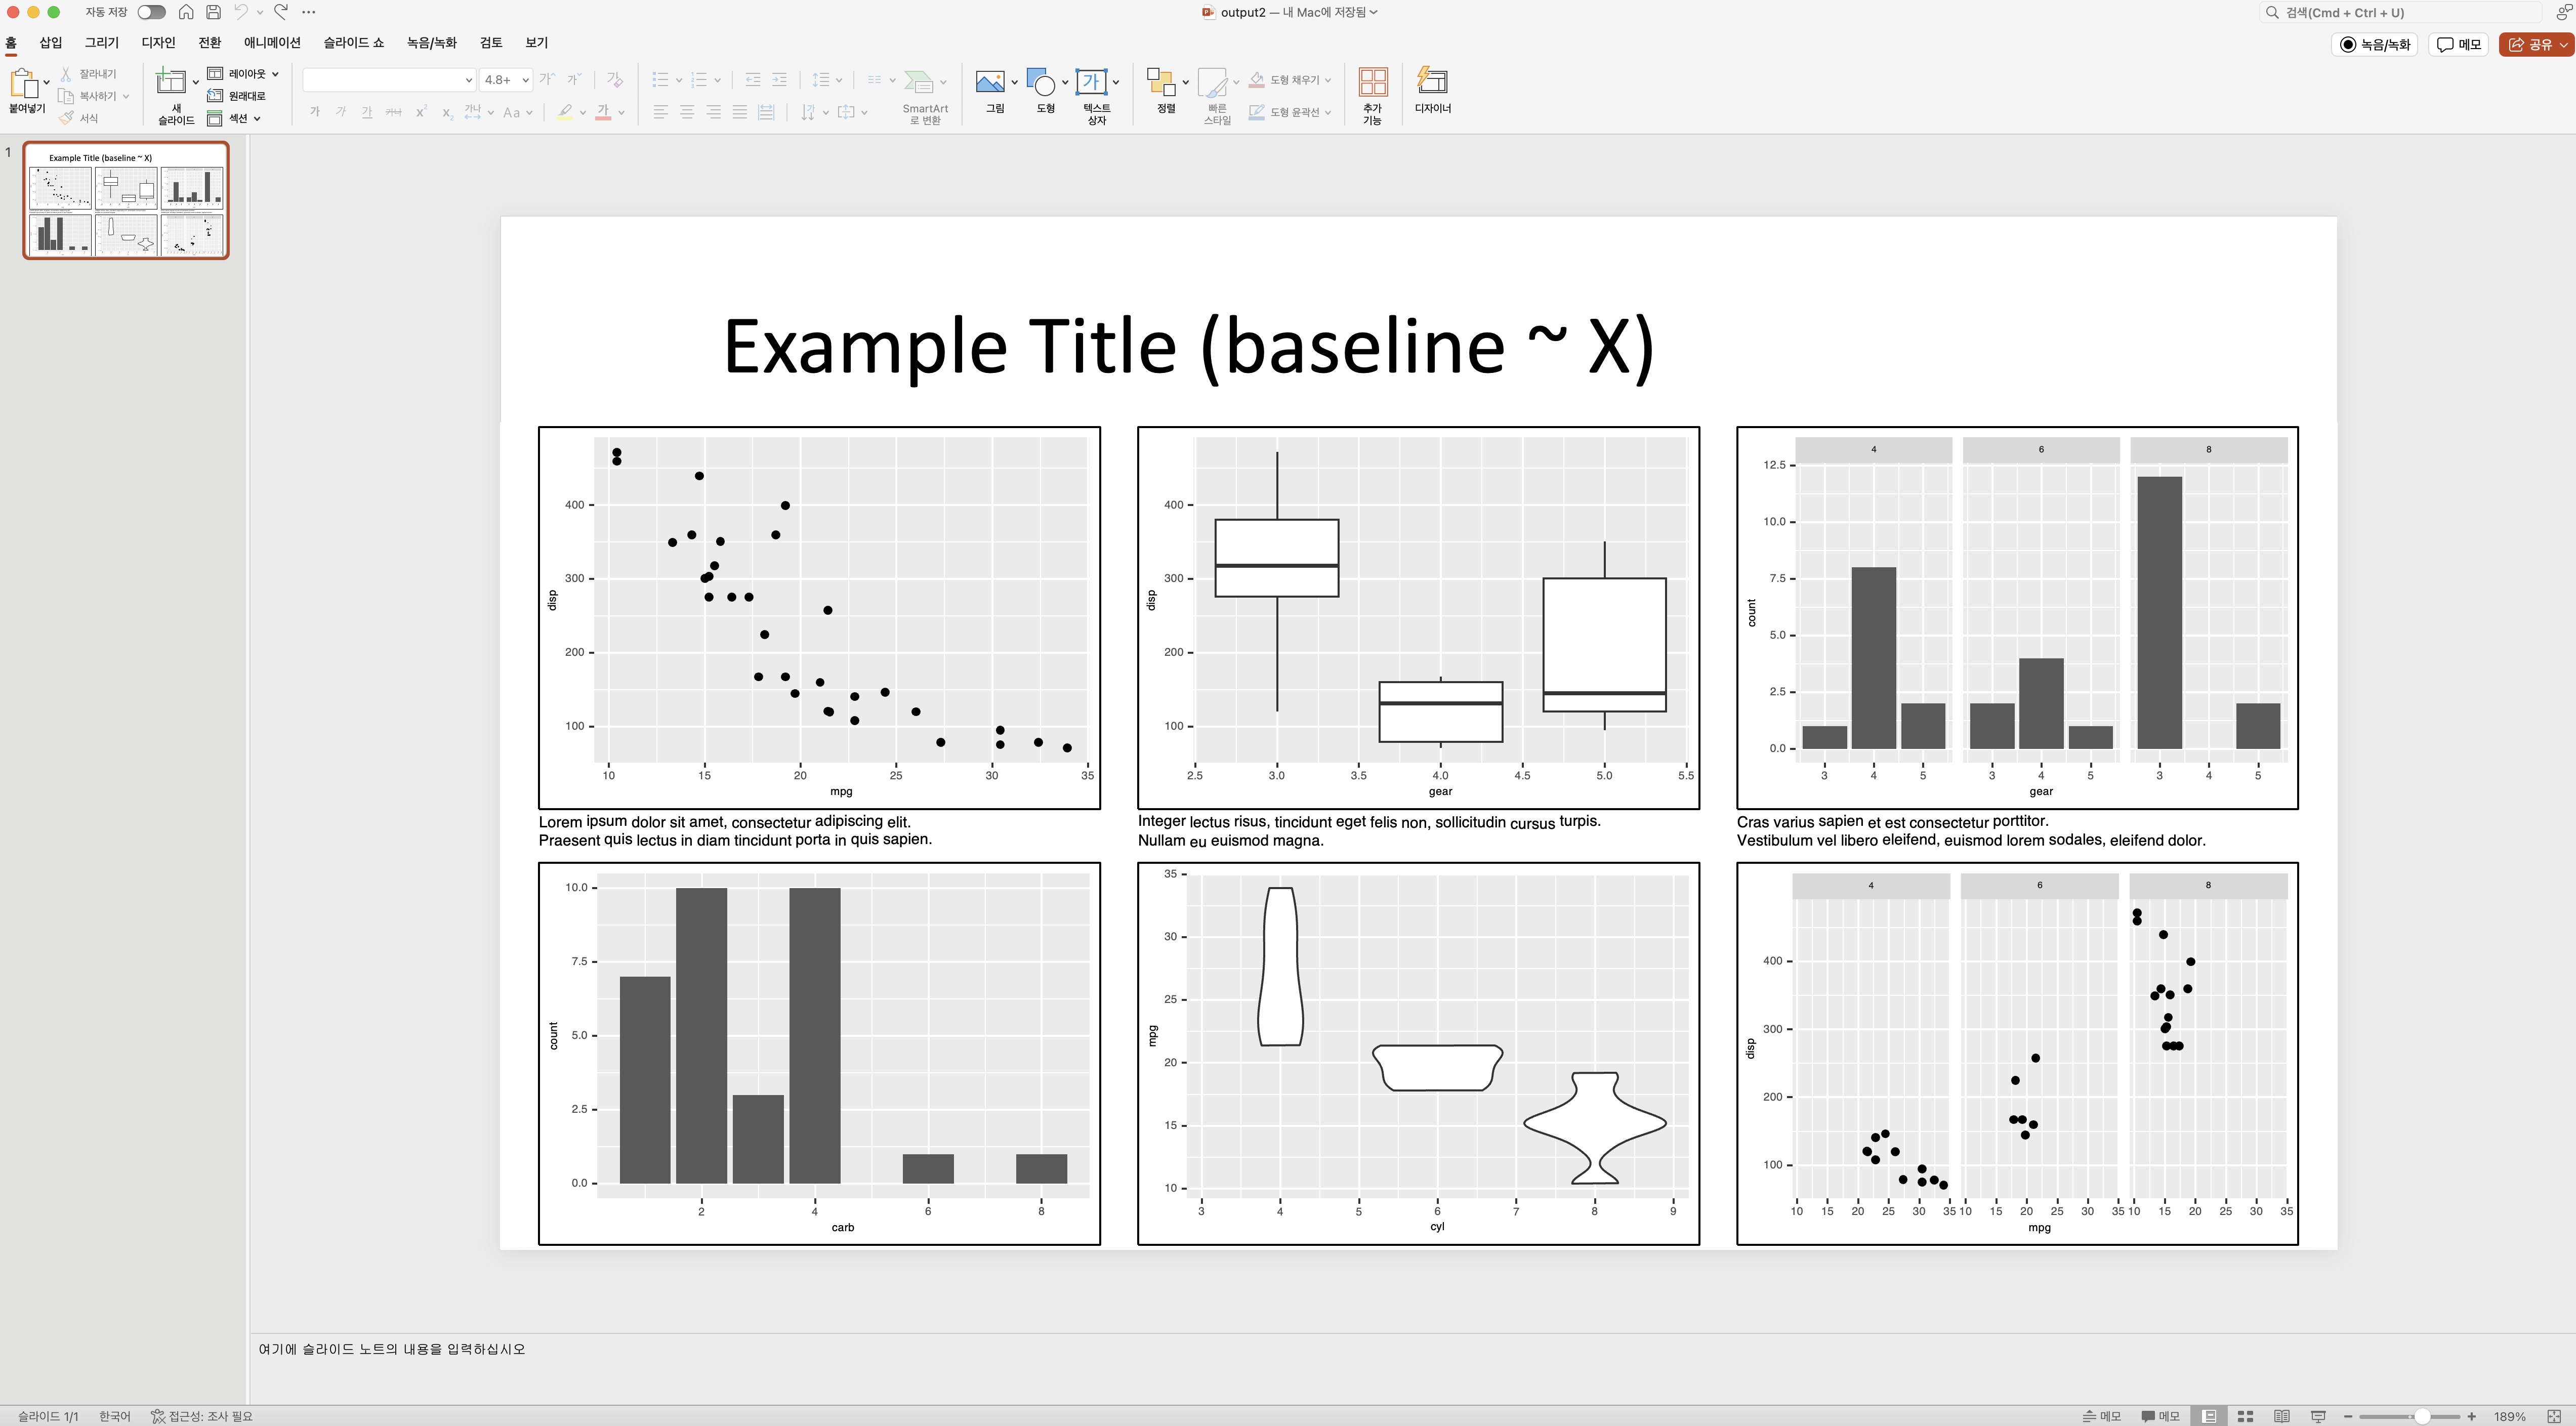 자동 저장
output2 — 내 Mac에 저장됨
검색(Cmd + Ctrl + U)
홈 삽입 그리기 디자인 전환 애니메이션 슬라이드 쇼 녹음/녹화 검토 보기
녹음/녹화 메모 공유
붙여넣기
잘라내기
복사하기
서식
새 슬라이드
레이아웃
원래대로
섹션
4.8+
가 가 가
가 가 가 가나 x² x₂ 가나 Aa 가 가
SmartArt로 변환
그림 도형
가
텍스트 상자
정렬
빠른 스타일
도형 채우기
도형 윤곽선
추가 기능
디자이너
1
Example Title (baseline ~ X)
Example Title (baseline ~ X)
disp
400
300
200
100
10 15 20 25 30 35
mpg
disp
400
300
200
100
2.5 3.0 3.5 4.0 4.5 5.0 5.5
gear
4 6 8
count
12.5
10.0
7.5
5.0
2.5
0.0
3 4 5 3 4 5 3 4 5
gear
Lorem ipsum dolor sit amet, consectetur adipiscing elit.
Praesent quis lectus in diam tincidunt porta in quis sapien.
Integer lectus risus, tincidunt eget felis non, sollicitudin cursus turpis.
Nullam eu euismod magna.
Cras varius sapien et est consectetur porttitor.
Vestibulum vel libero eleifend, euismod lorem sodales, eleifend dolor.
count
10.0
7.5
5.0
2.5
0.0
2 4 6 8
carb
mpg
35
30
25
20
15
10
3 4 5 6 7 8 9
cyl
4 6 8
disp
400
300
200
100
10 15 20 25 30 35 10 15 20 25 30 35 10 15 20 25 30 35
mpg
여기에 슬라이드 노트의 내용을 입력하십시오
슬라이드 1/1 한국어 접근성: 조사 필요
메모 메모 189%